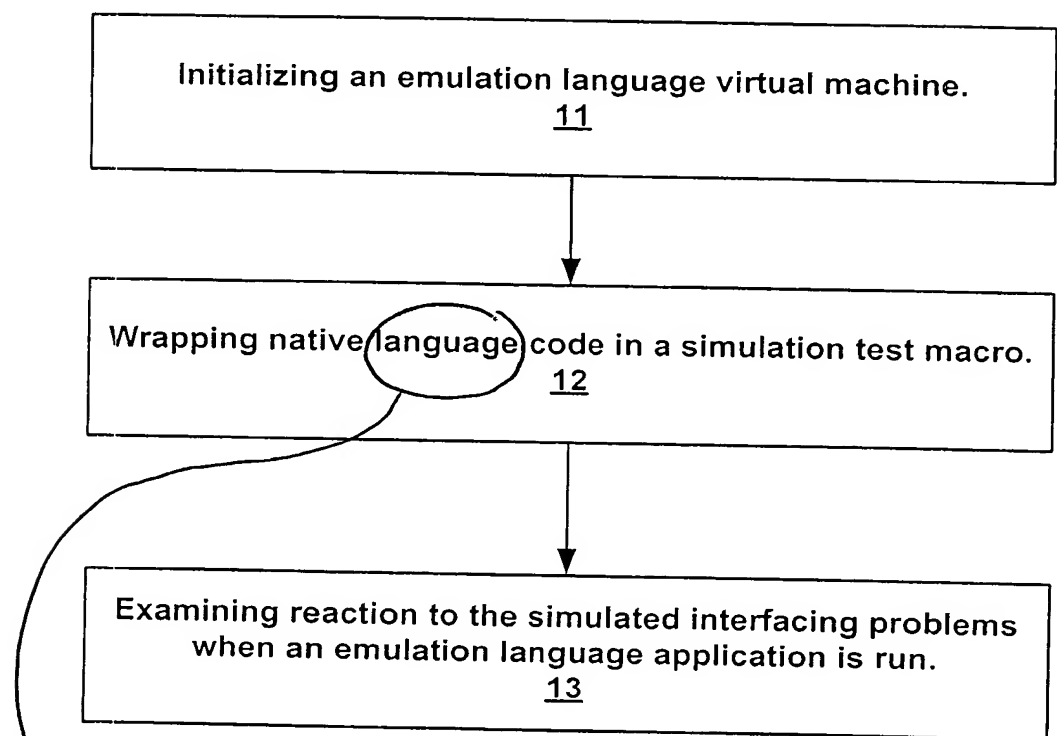 Initializing an emulation language virtual machine.
11
Wrapping native language code in a simulation test macro.
12
Examining reaction to the simulated interfacing problems
when an emulation language application is run.
13